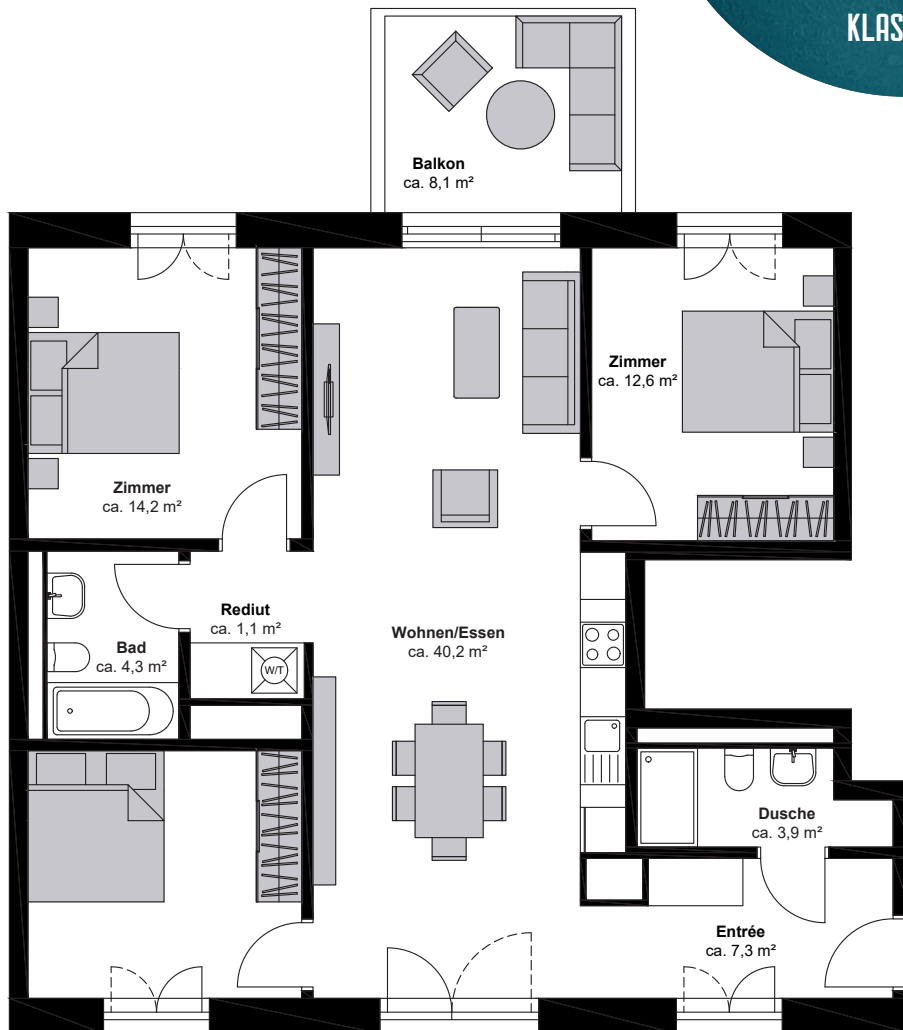 KLAS
Balkon
ca. 8,1 m²
Zimmer
ca. 12,6 m²
Zimmer
ca. 14,2 m²
Rediut
ca. 1,1 m²
Wohnen/Essen
ca. 40,2 m²
Bad
ca. 4,3 m²
W/T
Dusche
ca. 3,9 m²
Entrée
ca. 7,3 m²